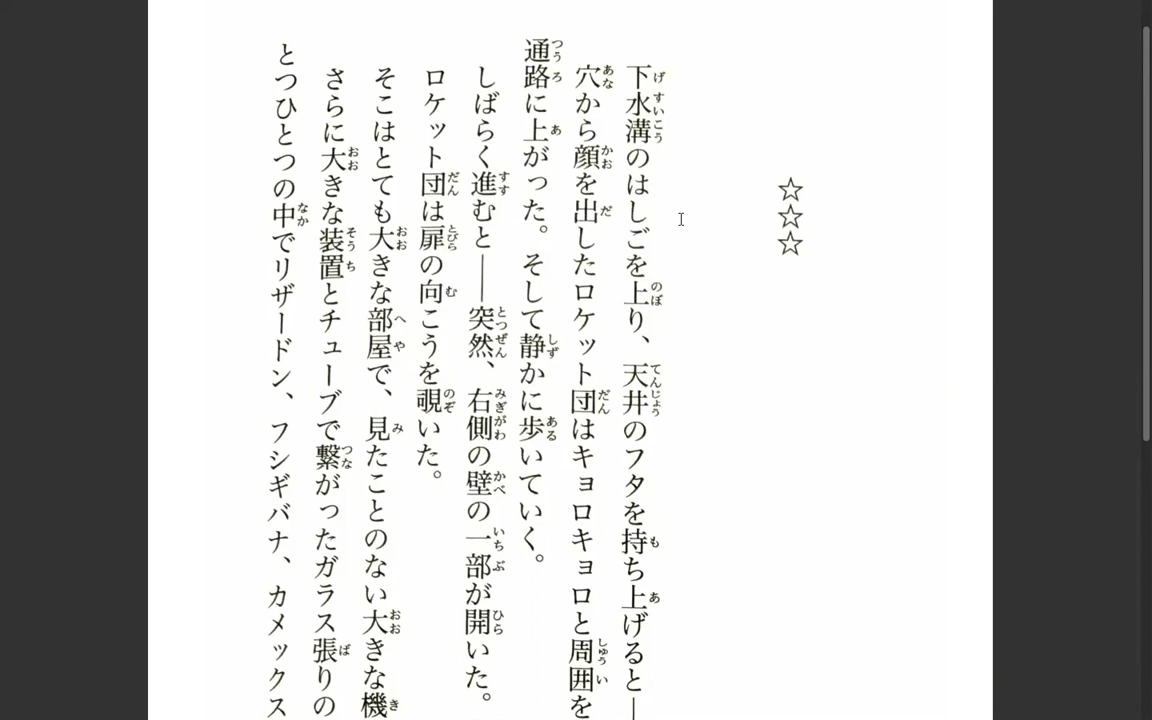 ☆☆☆
下水溝のはしごを上り、天井のフタを持ち上げると―
穴から顔を出したロケット団はキョロキョロと周囲を
通路に上がった。そして静かに歩いていく。
しばらく進むと――突然、右側の壁の一部が開いた。
ロケット団は扉の向こうを覗いた。
そこはとても大きな部屋で、見たことのない大きな機
さらに大きな装置とチューブで繋がったガラス張りの
とつひとつの中でリザードン、フシギバナ、カメックス